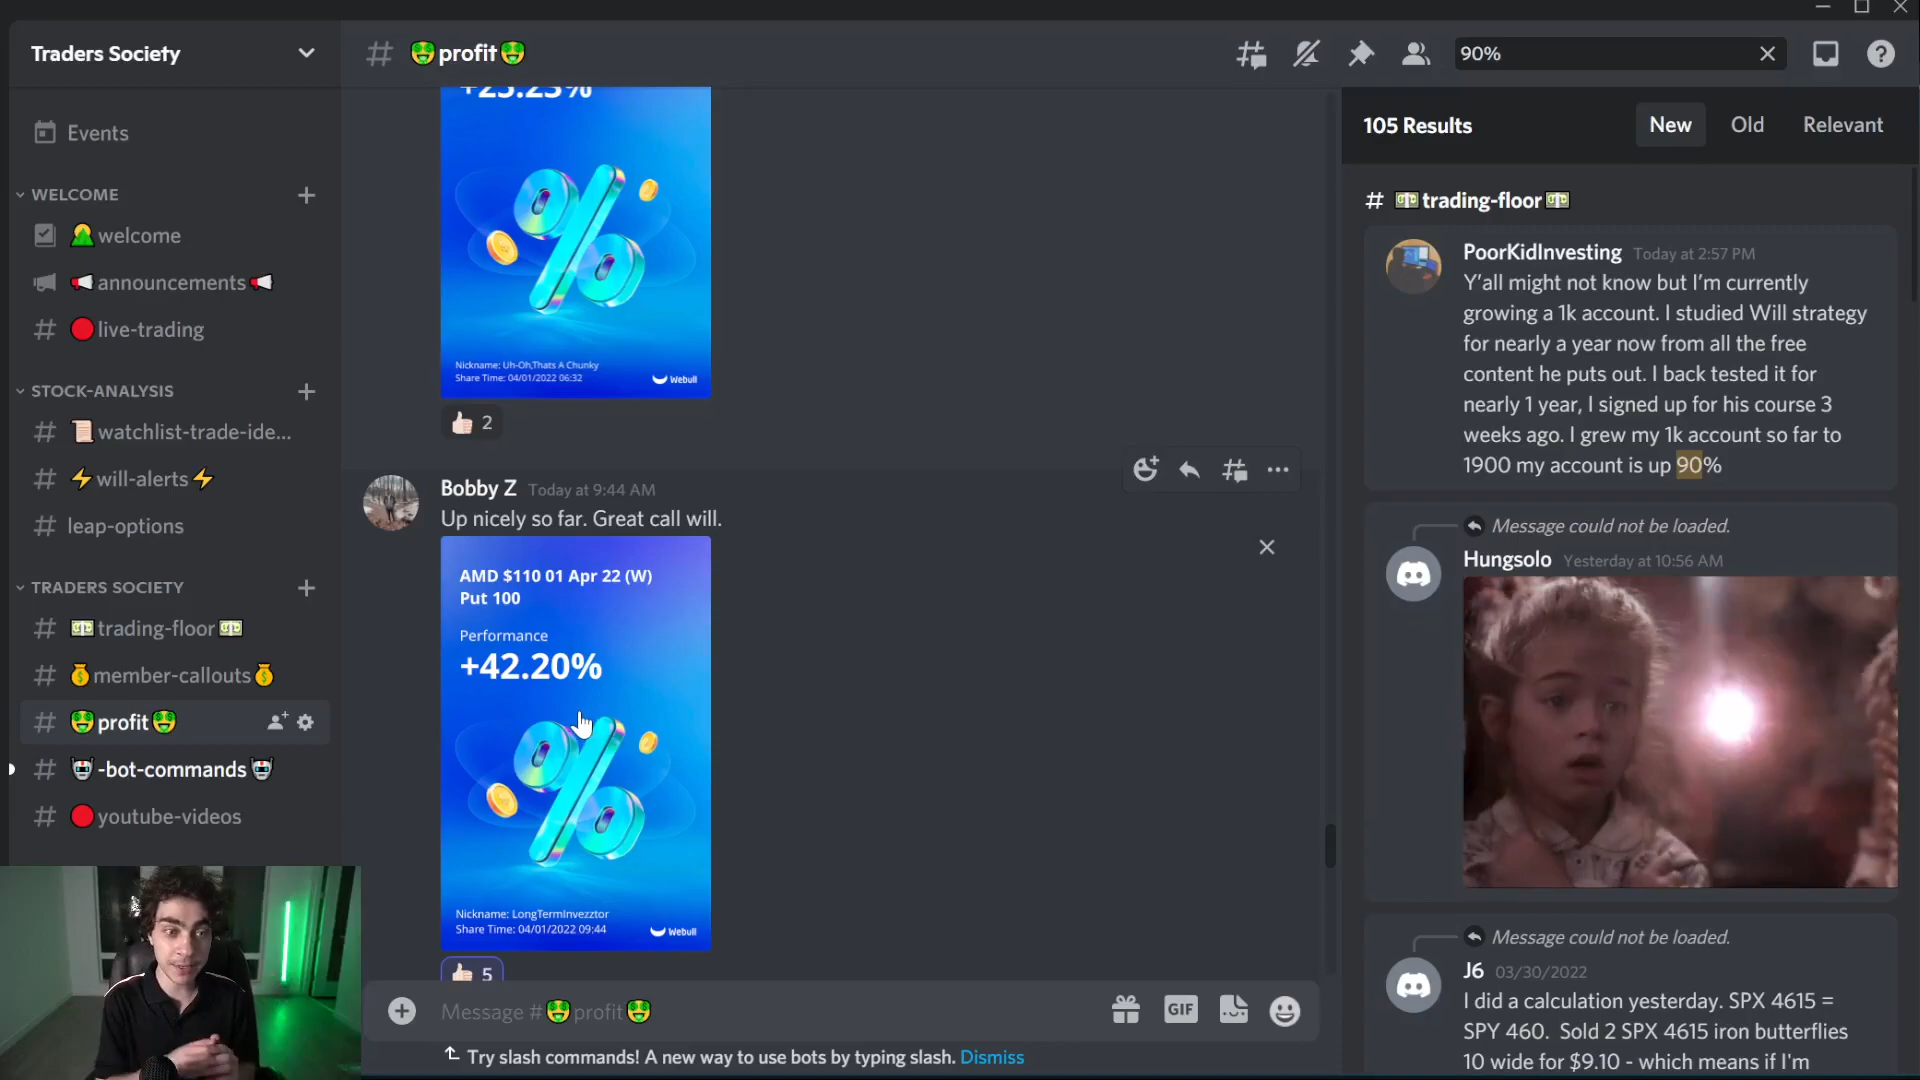 Traders Society
Events
WELCOME
welcome
announcements
live-trading
STOCK-ANALYSIS
watchlist-trade-ide...
will-alerts
leap-options
TRADERS SOCIETY
trading-floor
member-callouts
profit
-bot-commands
youtube-videos
profit
90%
+25.23%
Nickname: Uh-Oh,Thats A Chunky
Share Time: 04/01/2022 06:32
Webull
2
Bobby Z Today at 9:44 AM
Up nicely so far. Great call will.
AMD $110 01 Apr 22 (W)
Put 100
Performance
+42.20%
Nickname: LongTermInvezztor
Share Time: 04/01/2022 09:44
Webull
5
Message # profit
GIF
Try slash commands! A new way to use bots by typing slash. Dismiss
105 Results
New
Old
Relevant
# trading-floor
PoorKidInvesting Today at 2:57 PM
Y'all might not know but I'm currently
growing a 1k account. I studied Will strategy
for nearly a year now from all the free
content he puts out. I back tested it for
nearly 1 year, I signed up for his course 3
weeks ago. I grew my 1k account so far to
1900 my account is up 90%
Message could not be loaded.
Hungsolo Yesterday at 10:56 AM
Message could not be loaded.
J6 03/30/2022
I did a calculation yesterday. SPX 4615 =
SPY 460. Sold 2 SPX 4615 iron butterflies
10 wide for $9.10 - which means if I'm